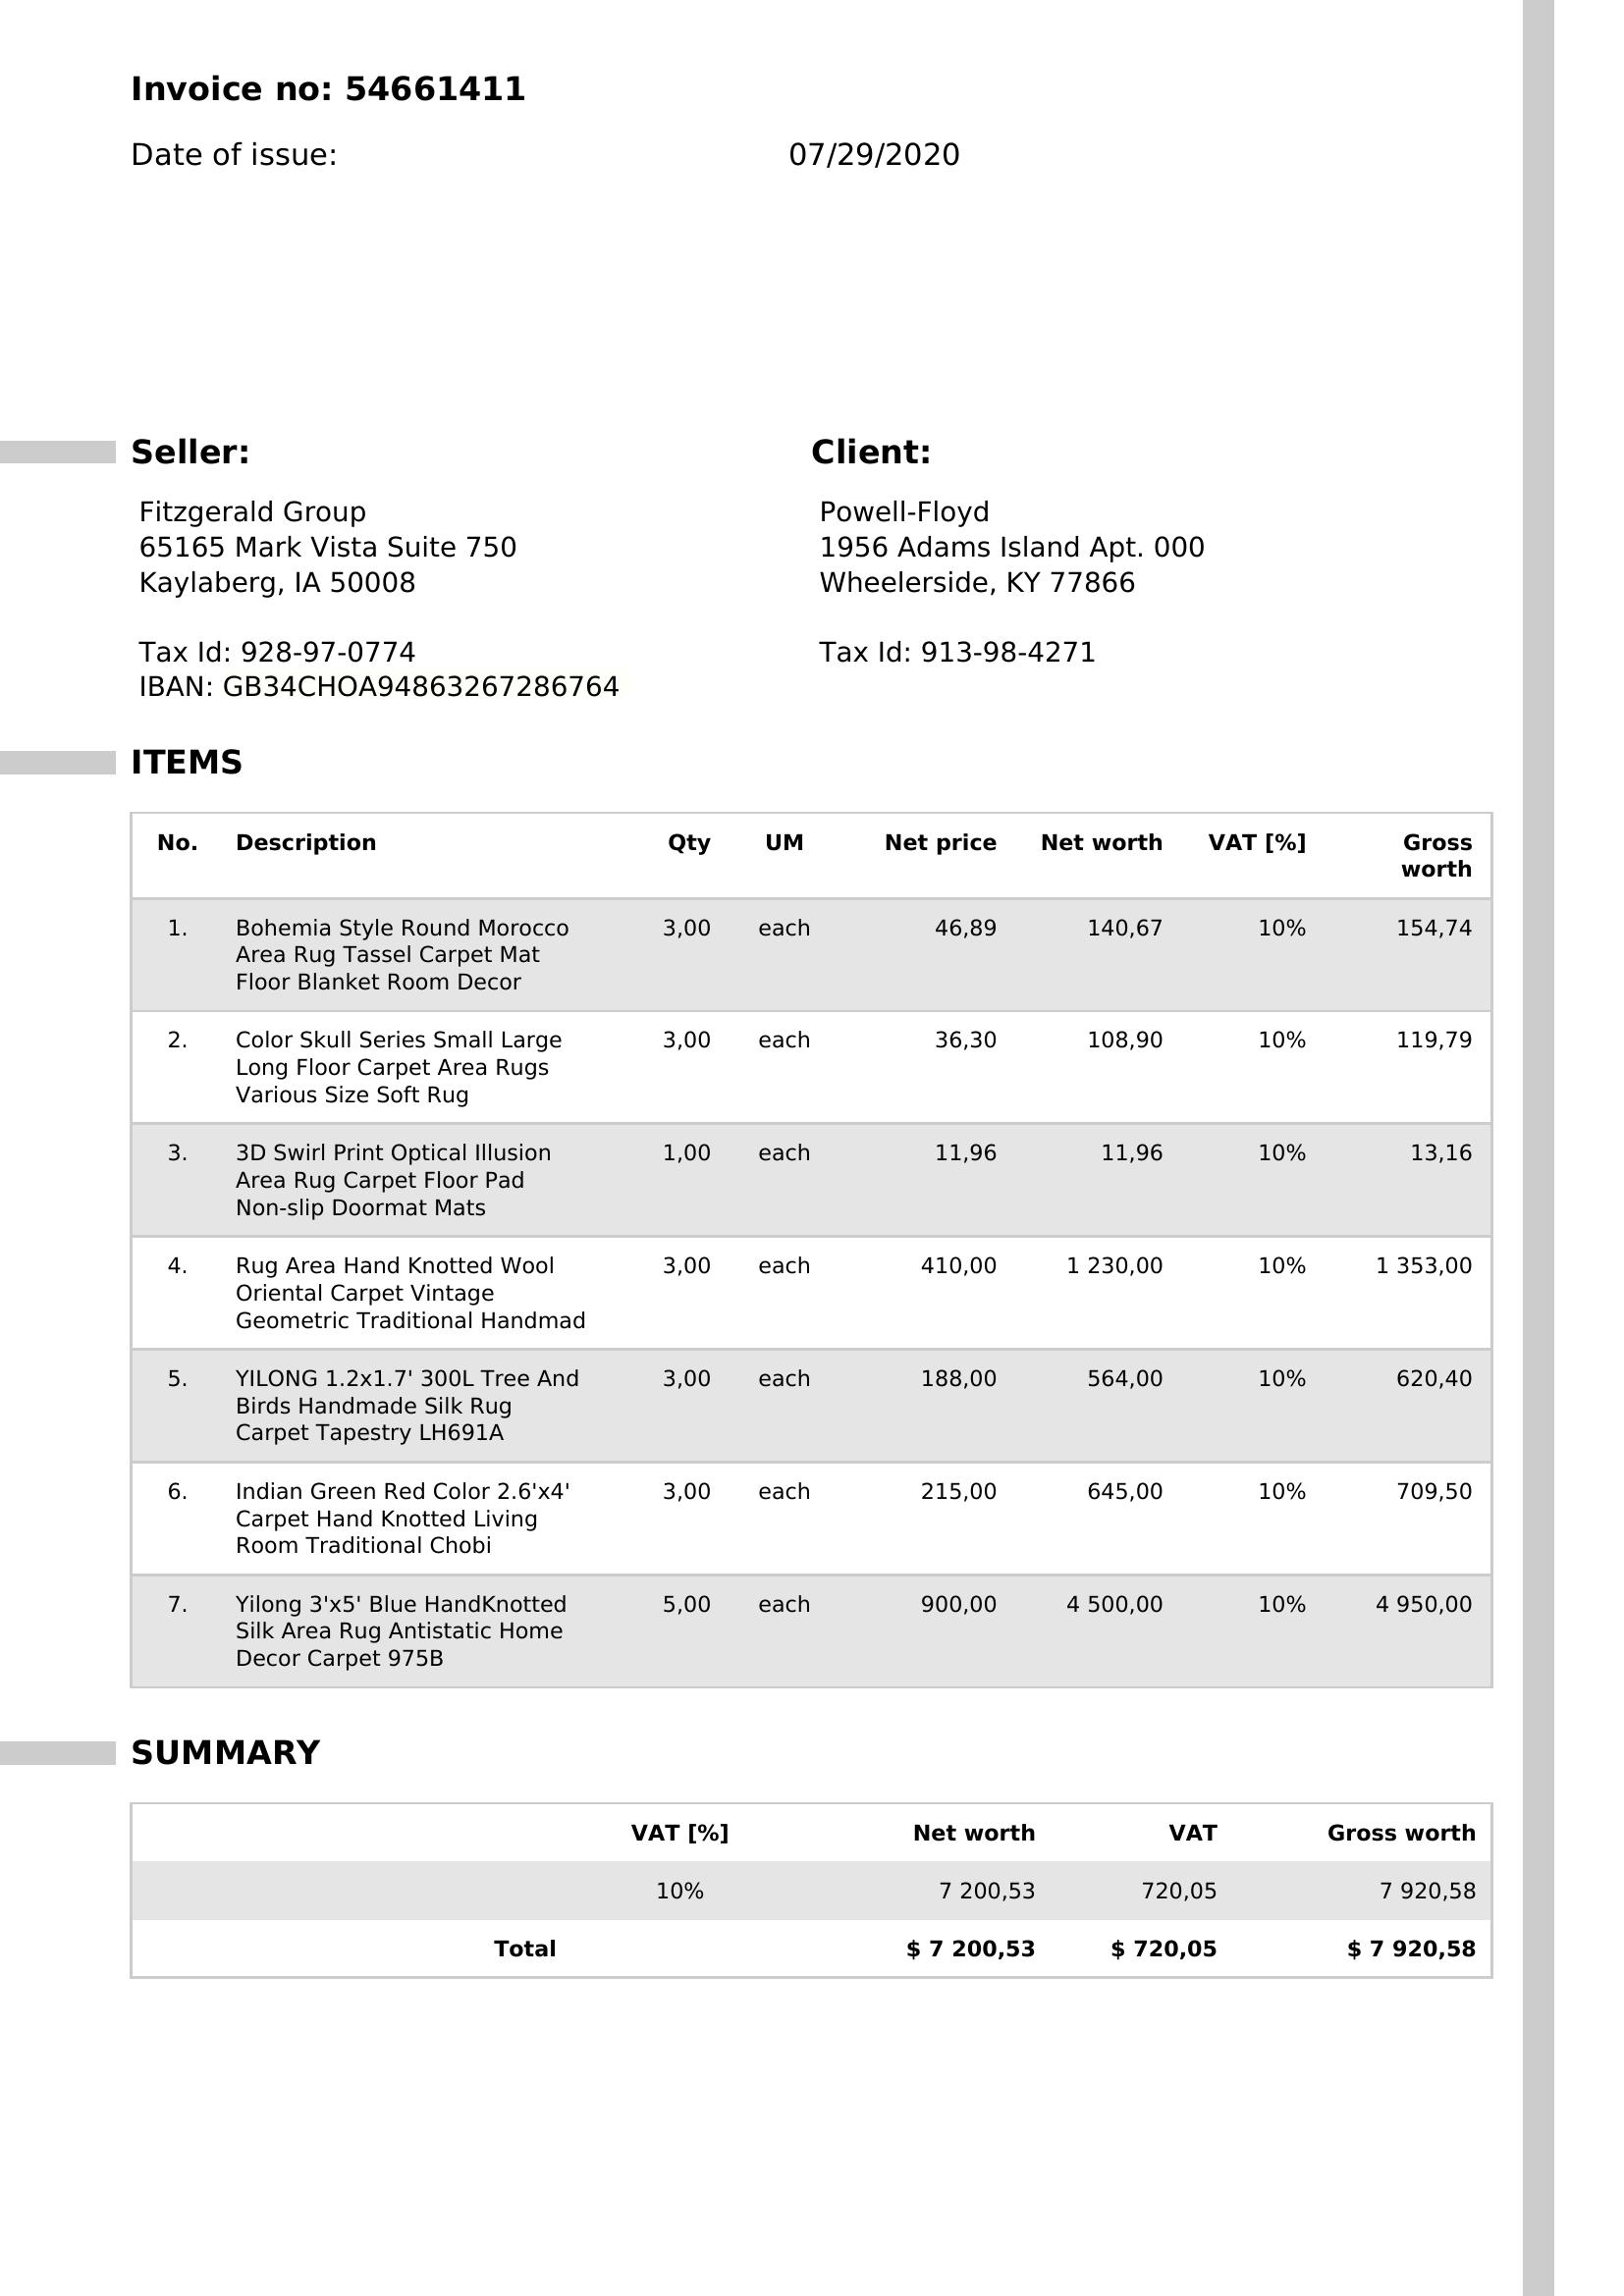 Invoice no: 54661411
Date of issue: 07/29/2020
Seller: Client:
Fitzgerald Group Powell-Floyd
65165 Mark Vista Suite 750 1956 Adams Island Apt. 000
Kaylaberg, IA 50008 Wheelerside, KY 77866
Tax Id: 928-97-0774 Tax Id: 913-98-4271
IBAN: GB34CHOA94863267286764
ITEMS
No. Description Qty UM Net price Net worth VAT [%] Gross
worth
1. Bohemia Style Round Morocco 3,00 each 46,89 140,67 10% 154,74
Area Rug Tassel Carpet Mat
Floor Blanket Room Decor
2. Color Skull Series Small Large 3,00 each 36,30 108,90 10% 119,79
Long Floor Carpet Area Rugs
Various Size Soft Rug
3. 3D Swirl Print Optical Illusion 1,00 each 11,96 11,96 10% 13,16
Area Rug Carpet Floor Pad
Non-slip Doormat Mats
4. Rug Area Hand Knotted Wool 3,00 each 410,00 1 230,00 10% 1 353,00
Oriental Carpet Vintage
Geometric Traditional Handmad
5. YILONG 1.2x1.7' 300L Tree And 3,00 each 188,00 564,00 10% 620,40
Birds Handmade Silk Rug
Carpet Tapestry LH691A
6. Indian Green Red Color 2.6'x4' 3,00 each 215,00 645,00 10% 709,50
Carpet Hand Knotted Living
Room Traditional Chobi
7. Yilong 3'x5' Blue HandKnotted 5,00 each 900,00 4 500,00 10% 4 950,00
Silk Area Rug Antistatic Home
Decor Carpet 975B
SUMMARY
VAT [%] Net worth VAT Gross worth
10% 7 200,53 720,05 7 920,58
Total $ 7 200,53 $ 720,05 $ 7 920,58